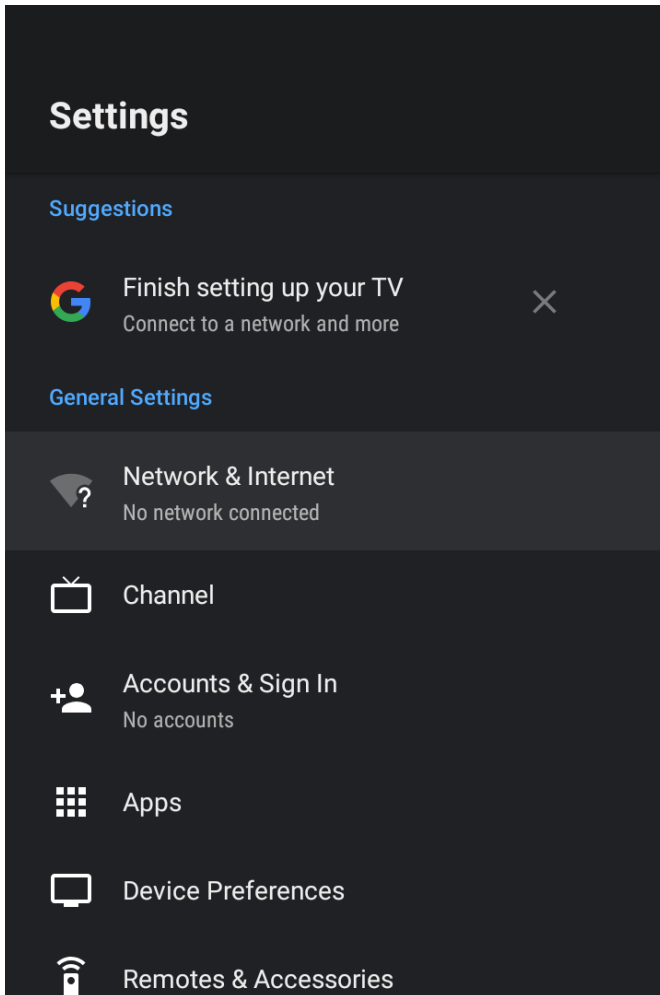 Settings
Suggestions
Finish setting up your TV
Connect to a network and more
General Settings
Network & Internet
No network connected
Channel
Accounts & Sign In
No accounts
Apps
Device Preferences
Remotes & Accessories